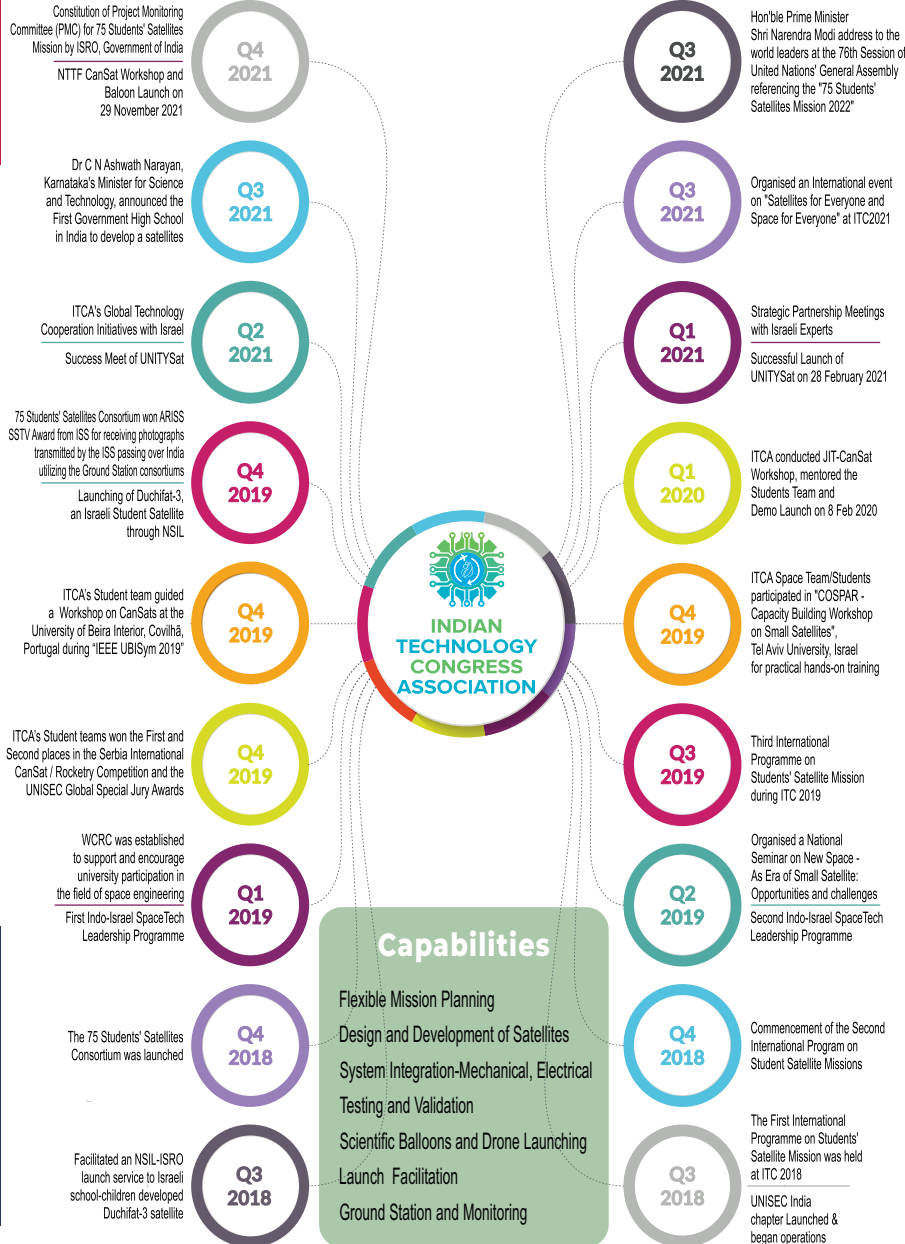 Constitution of Project Monitoring
Committee (PMC) for 75 Students' Satellites
Mission by ISRO, Government of India
NTTF CanSat Workshop and
Baloon Launch on
29 November 2021
Q4
2021
Q3
2021
Hon'ble Prime Minister
Shri Narendra Modi address to the
world leaders at the 76th Session of
United Nations' General Assembly
referencing the "75 Students'
Satellites Mission 2022"
Dr C N Ashwath Narayan,
Karnataka's Minister for Science
and Technology, announced the
First Government High School
in India to develop a satellites
Q3
2021
Q3
2021
Organised an International event
on "Satellites for Everyone and
Space for Everyone" at ITC2021
ITCA's Global Technology
Cooperation Initiatives with Israel
Success Meet of UNITYSat
Q2
2021
Q1
2021
Strategic Partnership Meetings
with Israeli Experts
Successful Launch of
UNITYSat on 28 February 2021
75 Students' Satellites Consortium won ARISS
SSTV Award from ISS for receiving photographs
transmitted by the ISS passing over India
utilizing the Ground Station consortiums
Launching of Duchifat-3,
an Israeli Student Satellite
through NSIL
Q4
2019
Q1
2020
ITCA conducted JIT-CanSat
Workshop, mentored the
Students Team and
Demo Launch on 8 Feb 2020
ITCA's Student team guided
a Workshop on CanSats at the
University of Beira Interior, Covilhã,
Portugal during “IEEE UBISym 2019”
Q4
2019
INDIAN
TECHNOLOGY
CONGRESS
ASSOCIATION
Q4
2019
ITCA Space Team/Students
participated in "COSPAR -
Capacity Building Workshop
on Small Satellites",
Tel Aviv University, Israel
for practical hands-on training
ITCA's Student teams won the First and
Second places in the Serbia International
CanSat / Rocketry Competition and the
UNISEC Global Special Jury Awards
Q4
2019
Q3
2019
Third International
Programme on
Students' Satellite Mission
during ITC 2019
WCRC was established
to support and encourage
university participation in
the field of space engineering
First Indo-Israel SpaceTech
Leadership Programme
Q1
2019
Q2
2019
Organised a National
Seminar on New Space -
As Era of Small Satellite:
Opportunities and challenges
Second Indo-Israel SpaceTech
Leadership Programme
The 75 Students' Satellites
Consortium was launched
Q4
2018
Q4
2018
Commencement of the Second
International Program on
Student Satellite Missions
Facilitated an NSIL-ISRO
launch service to Israeli
school-children developed
Duchifat-3 satellite
Q3
2018
Q3
2018
The First International
Programme on Students'
Satellite Mission was held
at ITC 2018
UNISEC India
chapter Launched &
began operations
Capabilities
Flexible Mission Planning
Design and Development of Satellites
System Integration-Mechanical, Electrical
Testing and Validation
Scientific Balloons and Drone Launching
Launch Facilitation
Ground Station and Monitoring